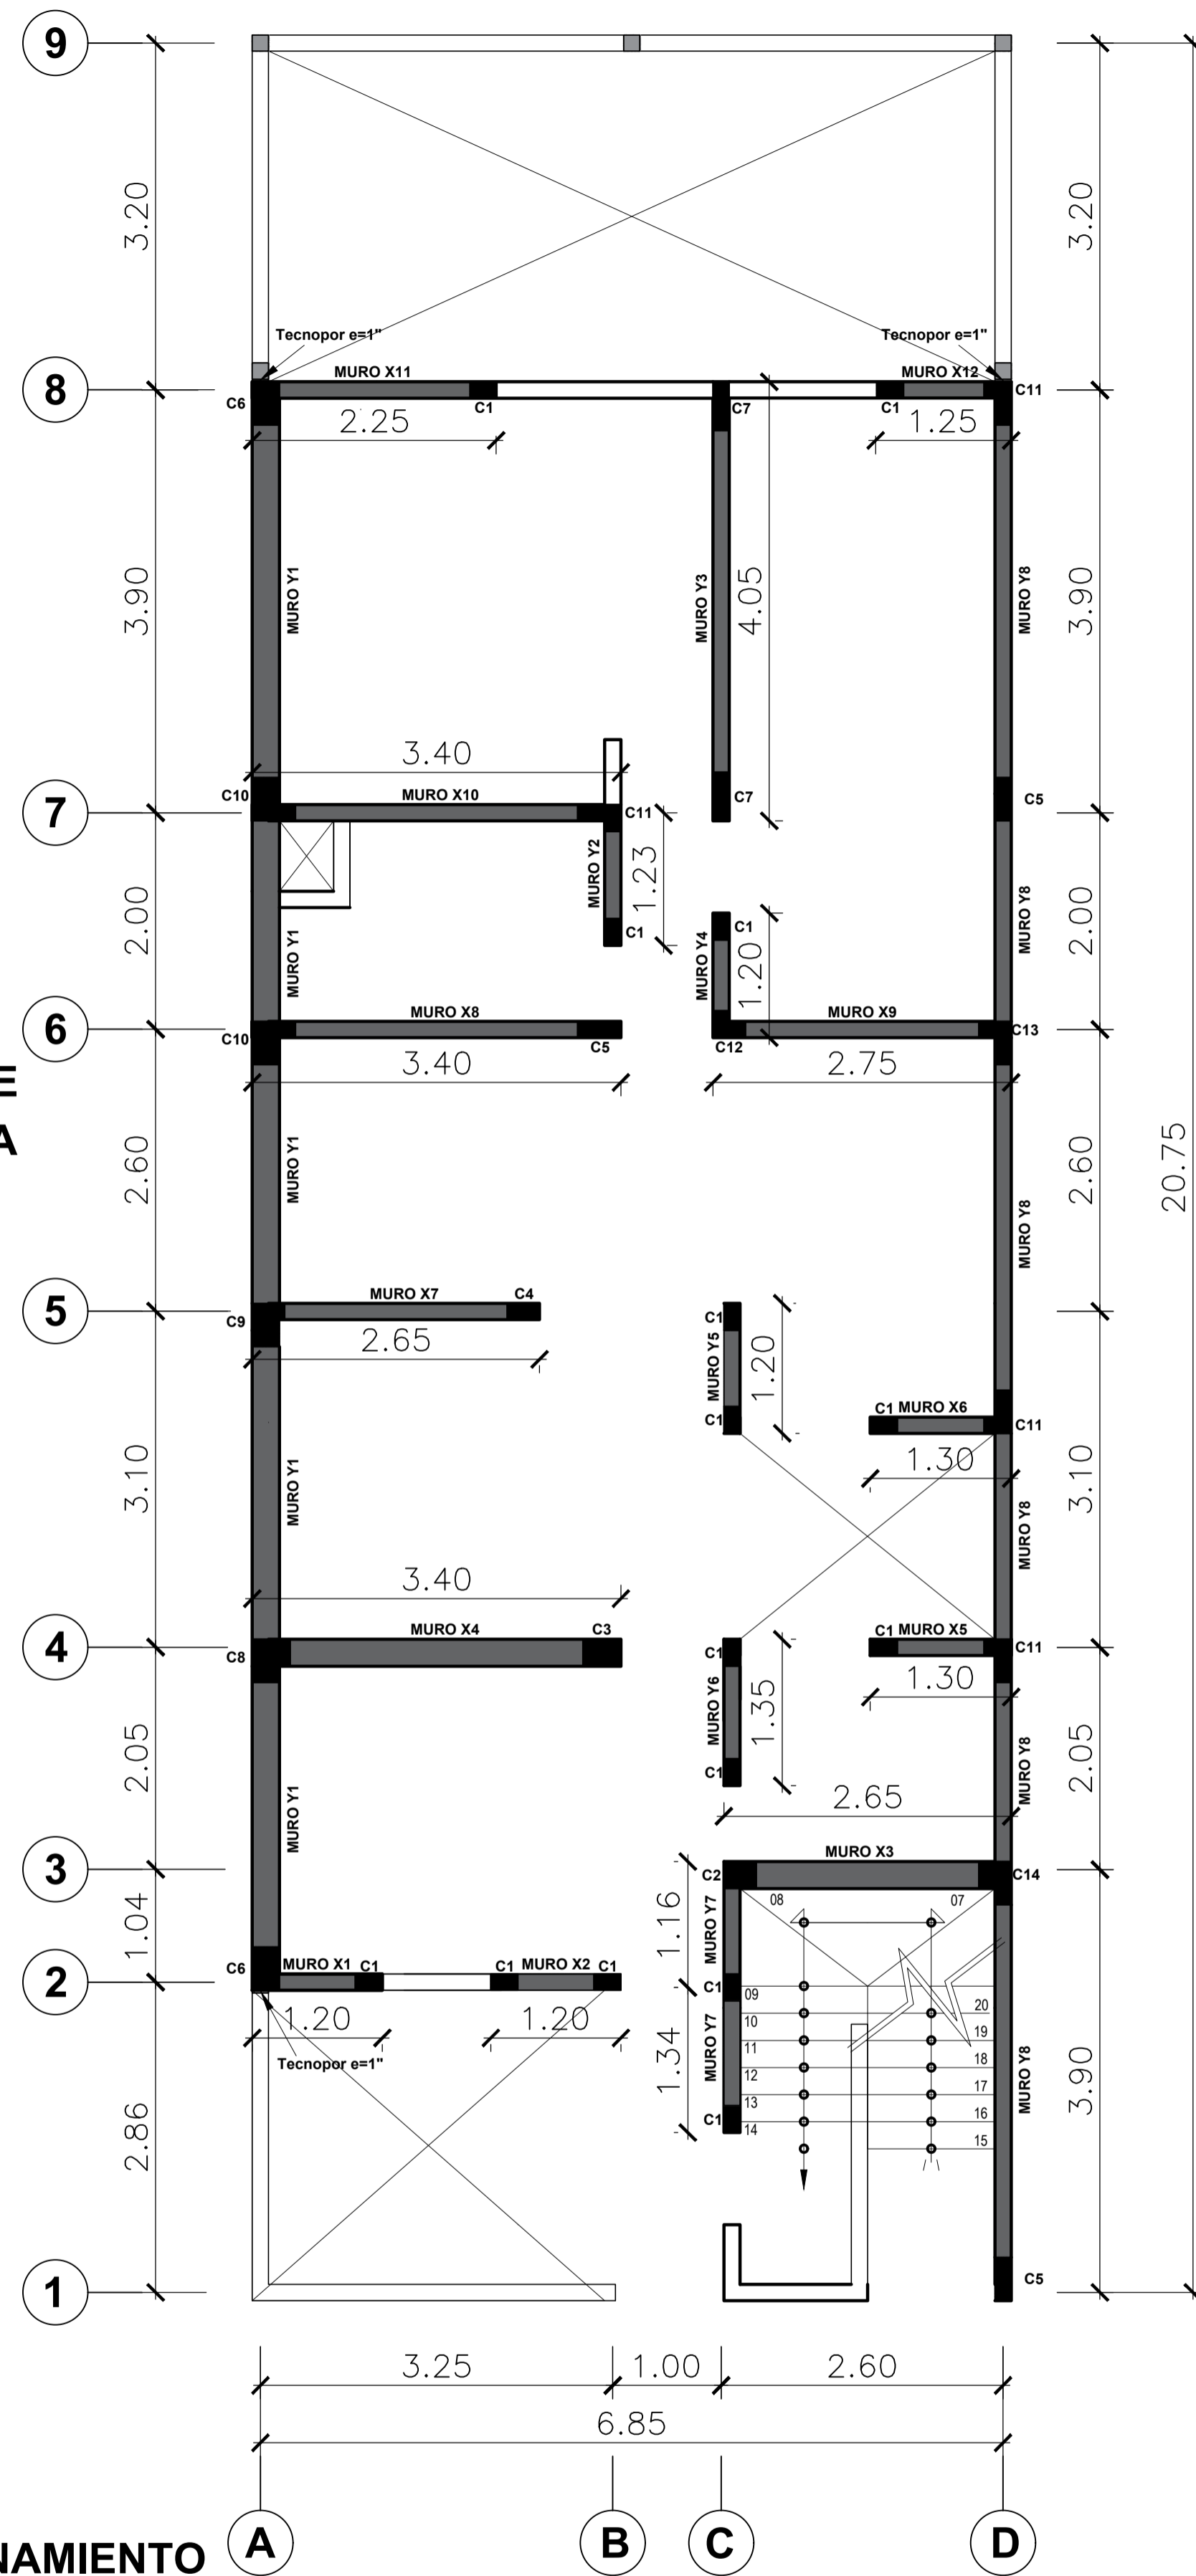 9
3.20
3.20
Tecnopor e=1"
Tecnopor e=1"
8
MURO X11
MURO X12
C6
C1
C7
C1
C11
2.25
1.25
3.90
MURO Y1
MURO Y3
4.05
MURO Y8
3.90
3.40
7
C10
MURO X10
C11
C7
C5
MURO Y2
1.23
2.00
MURO Y1
C1
MURO Y4
C1
1.20
MURO Y8
2.00
6
C10
MURO X8
C5
C12
MURO X9
C13
3.40
2.75
E
A
2.60
MURO Y1
MURO Y8
2.60
20.75
5
C9
MURO X7
C4
2.65
C1
MURO Y5
C1
1.20
C1
MURO X6
C11
1.30
3.10
MURO Y1
MURO Y8
3.10
3.40
4
C8
MURO X4
C3
C1
MURO Y6
C1
1.35
C1
MURO X5
C11
1.30
2.05
MURO Y1
MURO Y8
2.05
2.65
3
MURO X3
C2
C14
08
07
1.04
1.16
MURO Y7
2
C6
MURO X1
C1
C1
MURO X2
C1
C1
09
10
11
12
13
14
20
19
18
17
16
15
1.20
1.20
Tecnopor e=1"
1.34
MURO Y7
C1
MURO Y8
3.90
2.86
1
C5
3.25
1.00
2.60
6.85
NAMIENTO
A
B
C
D